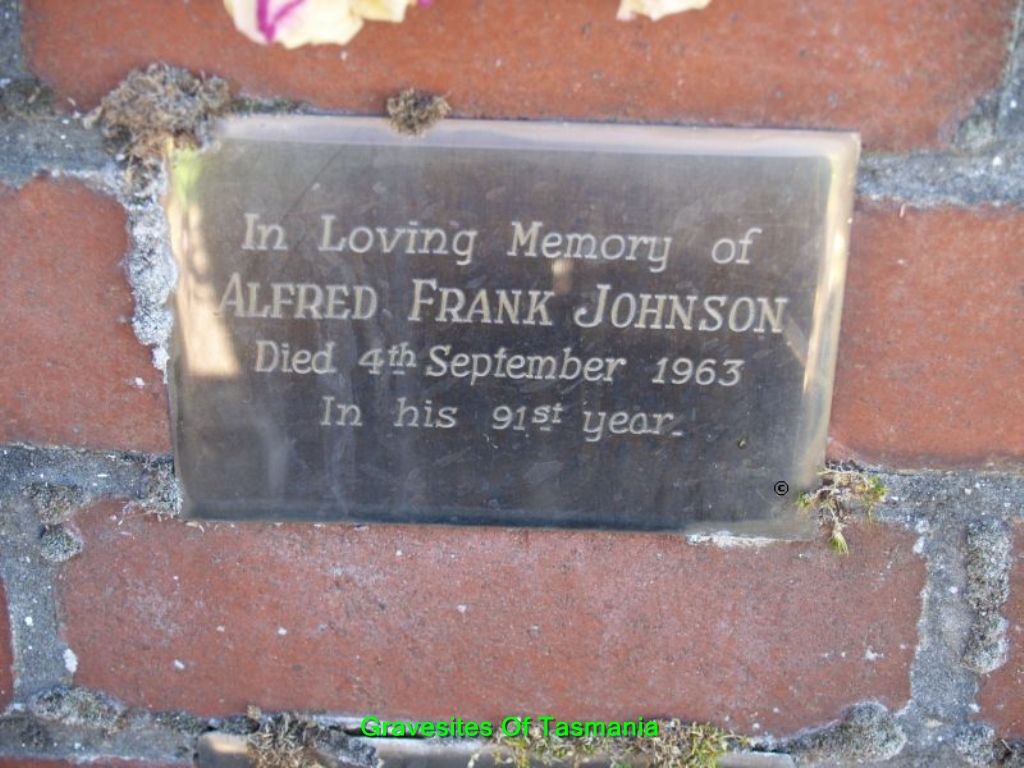 In Loving Memory of
ALFRED FRANK JOHNSON
Died 4th September 1963
In his 91st year.
©
Gravesites Of Tasmania